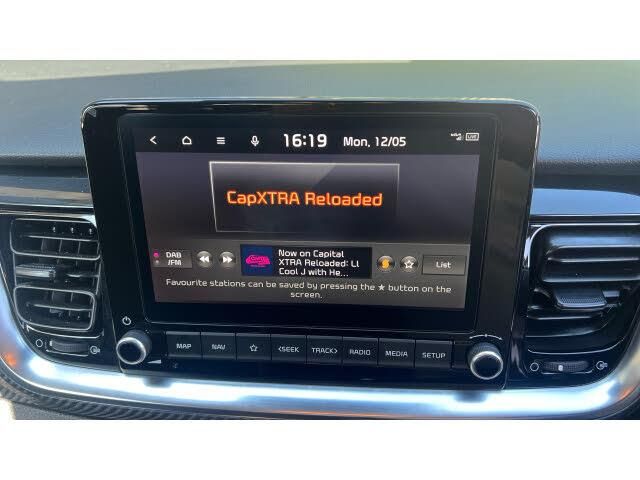 16:19 Mon, 12/05
CapXTRA Reloaded
DAB
/FM
Now on Capital
XTRA Reloaded: Ll
Cool J with He...
List
Favourite stations can be saved by pressing the ★ button on the
screen.
MAP NAV ☆ <SEEK TRACK> RADIO MEDIA SETUP